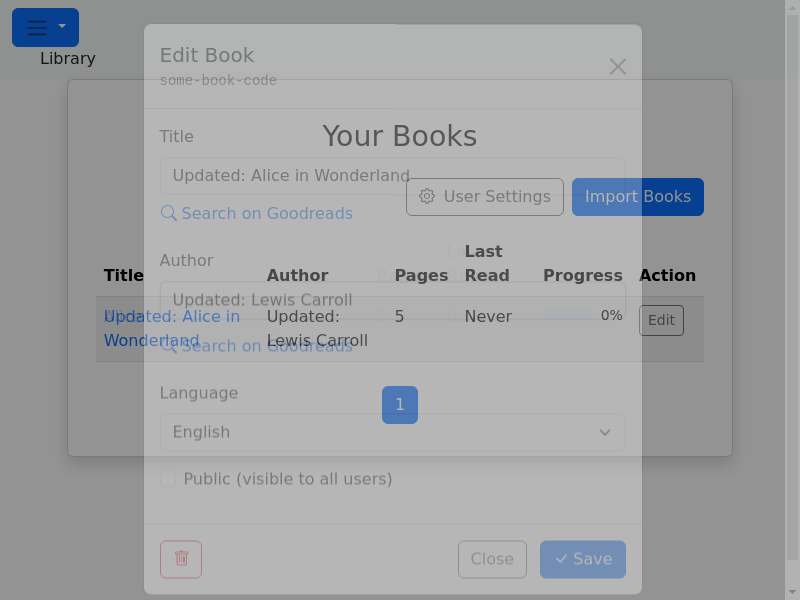 Library
Edit Book
some-book-code
Title
Your Books
Updated: Alice in Wonderland
User Settings
Import Books
Search on Goodreads
Author
Title Author Pages Last Read Progress Action
Updated: Lewis Carroll
Updated: Alice in Wonderland Updated: Lewis Carroll 5 Never 0% Edit
Search on Goodreads
Language
1
English
Public (visible to all users)
Close
Save